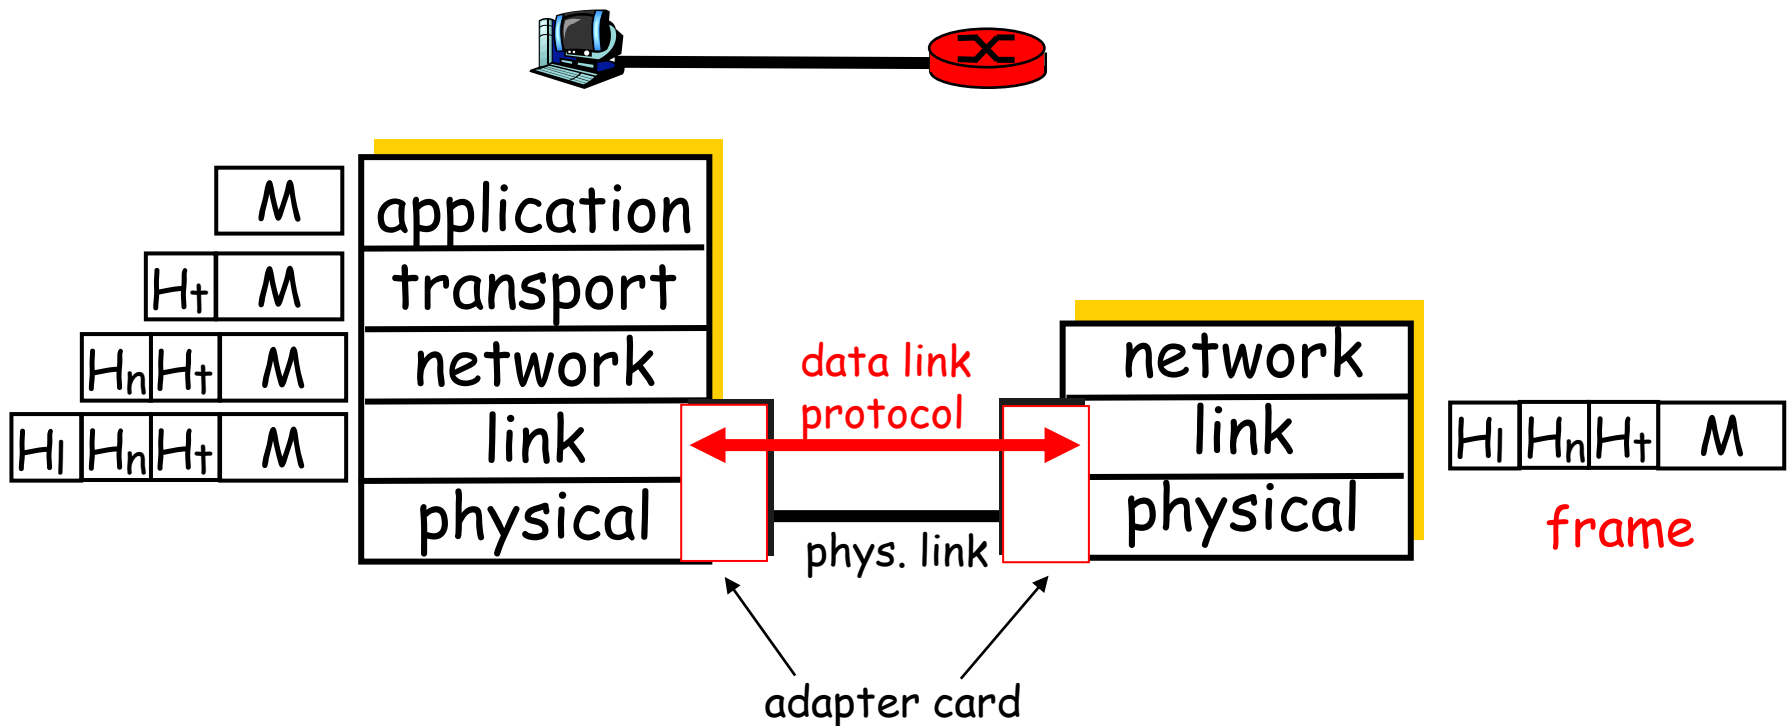 M
application
Ht M
transport
Hn Ht M
network
Hl Hn Ht M
link
physical
data link
protocol
phys. link
network
link
physical
Hl Hn Ht M
frame
adapter card